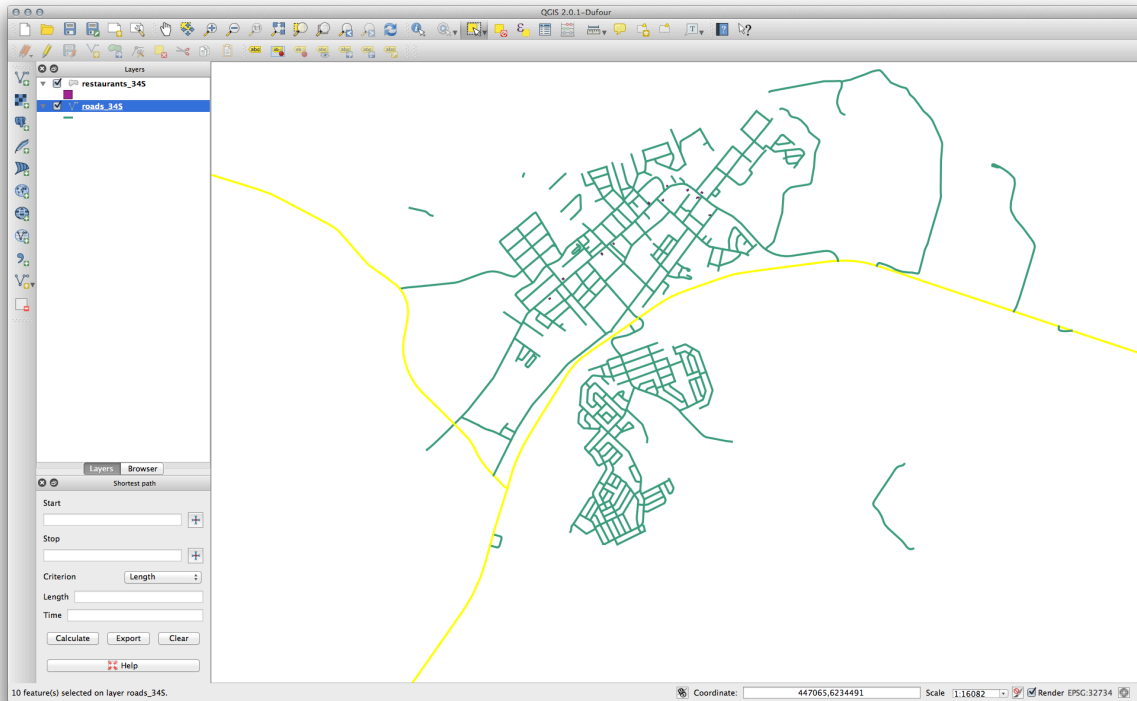 QGIS 2.0.1-Dufour
Layers
restaurants_34S
roads_34S
Layers Browser
Shortest path
Start
Stop
Criterion Length
Length
Time
Calculate Export Clear
Help
10 feature(s) selected on layer roads_34S.
Coordinate: 447065,6234491 Scale 1:16082 Render EPSG:32734